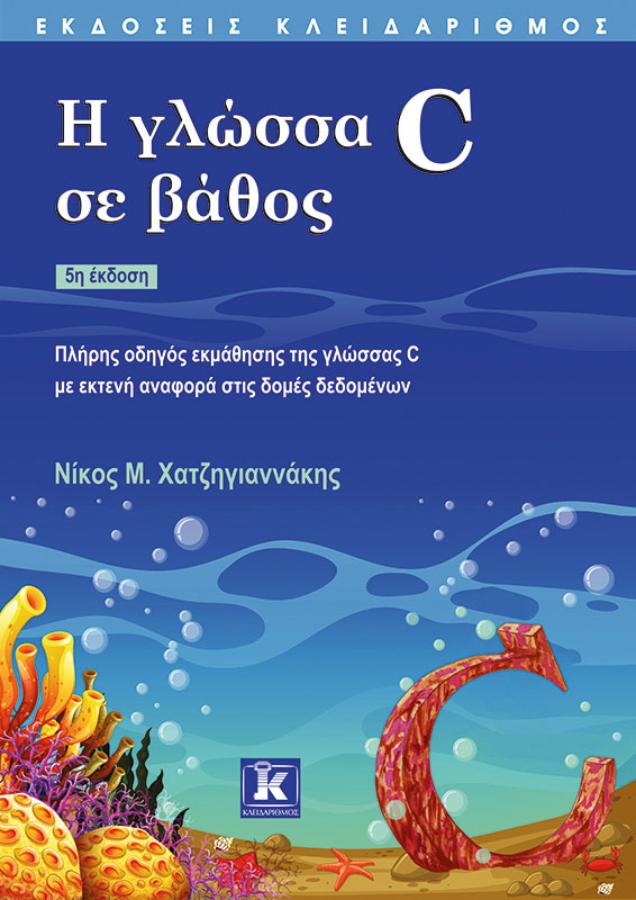 ΕΚΔΟΣΕΙΣ ΚΛΕΙΔΑΡΙΘΜΟΣ
Η γλώσσα C
σε βάθος
5η έκδοση
Πλήρης οδηγός εκμάθησης της γλώσσας C
με εκτενή αναφορά στις δομές δεδομένων
Νίκος Μ. Χατζηγιαννάκης
C
K
ΚΛΕΙΔΑΡΙΘΜΟΣ